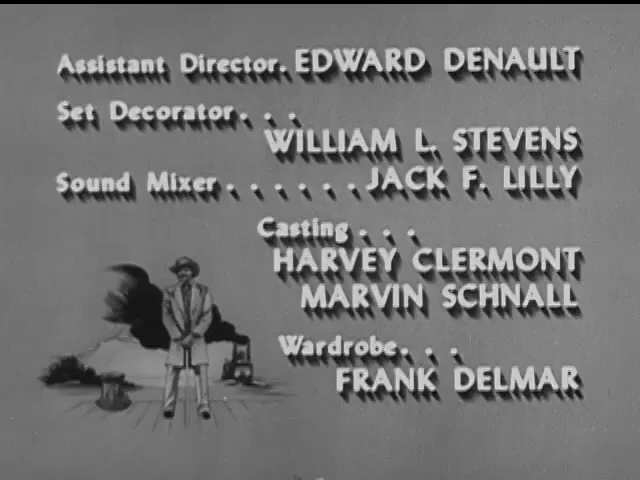 Assistant Director. EDWARD DENAULT
Set Decorator . . .
WILLIAM L. STEVENS
Sound Mixer . . . . . . JACK F. LILLY
Casting . . .
HARVEY CLERMONT
MARVIN SCHNALL
Wardrobe . . .
FRANK DELMAR